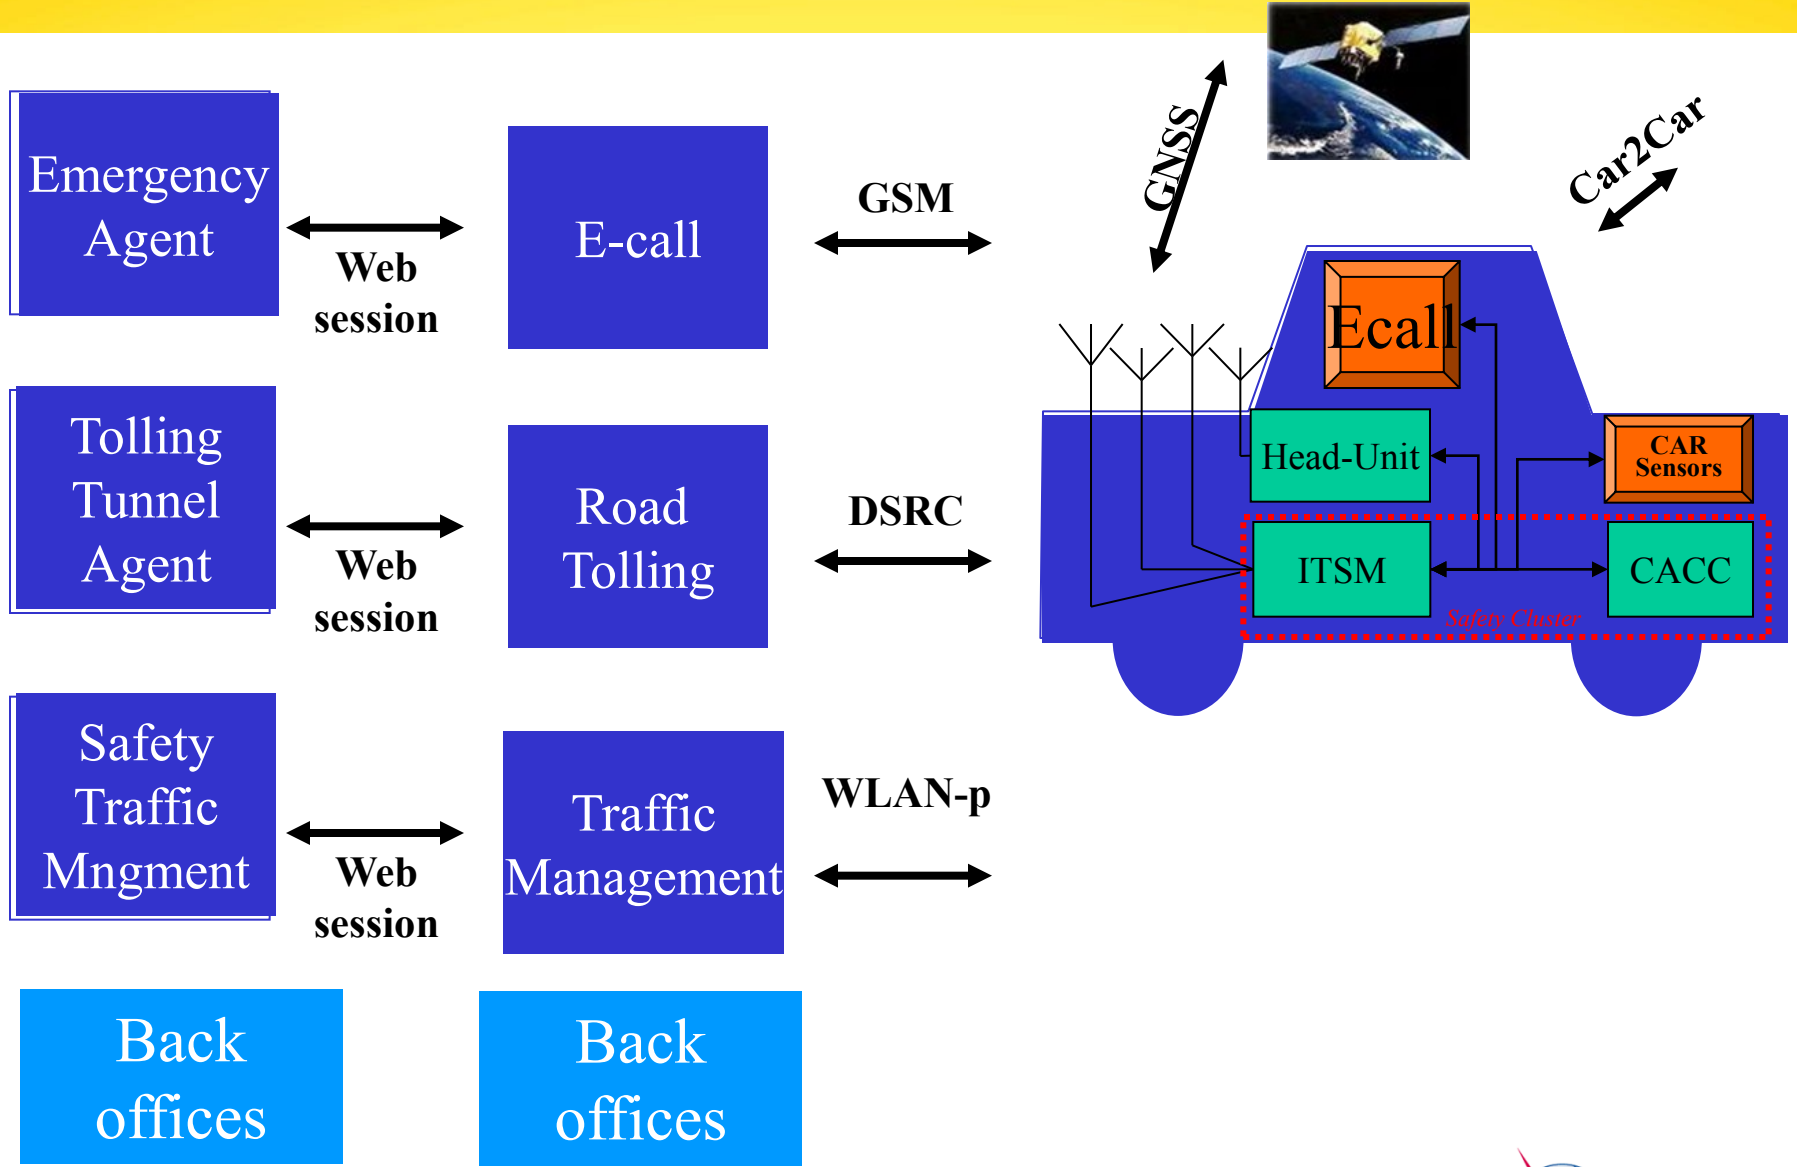 Emergency
Agent
Web
session
E-call
GSM
GNSS
Car2Car
Tolling
Tunnel
Agent
Web
session
Road
Tolling
DSRC
Ecall
Head-Unit
CAR
Sensors
ITSM
CACC
Safety Cluster
Safety
Traffic
Mngment
Web
session
Traffic
Management
WLAN-p
Back
offices
Back
offices